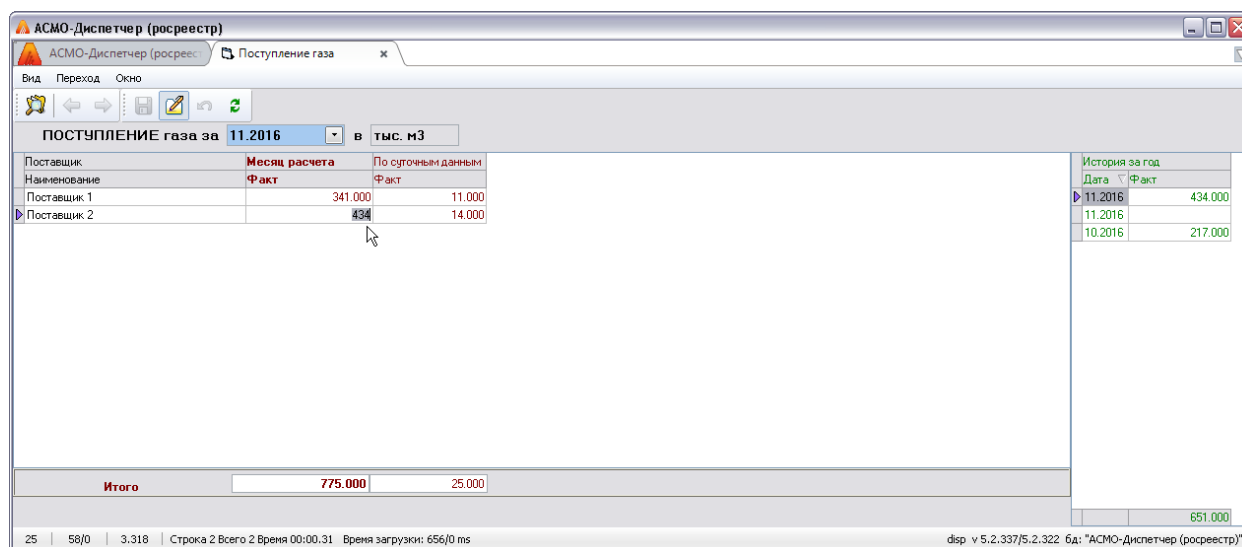 АСМО-Диспетчер (росреестр)
АСМО-Диспетчер (росреест Поступление газа
Вид Переход Окно
ПОСТУПЛЕНИЕ газа за 11.2016 в тыс. м3
Поставщик Месяц расчета По суточным данным История за год
Наименование Факт Факт Дата Факт
Поставщик 1 341.000 11.000 11.2016 434.000
Поставщик 2 434 14.000 11.2016
10.2016 217.000
Итого 775.000 25.000
651.000
25 58/0 3.318 Строка 2 Всего 2 Время 00:00.31 Время загрузки: 656/0 ms disp v 5.2.337/5.2.322 бд: "АСМО-Диспетчер (росреестр)"